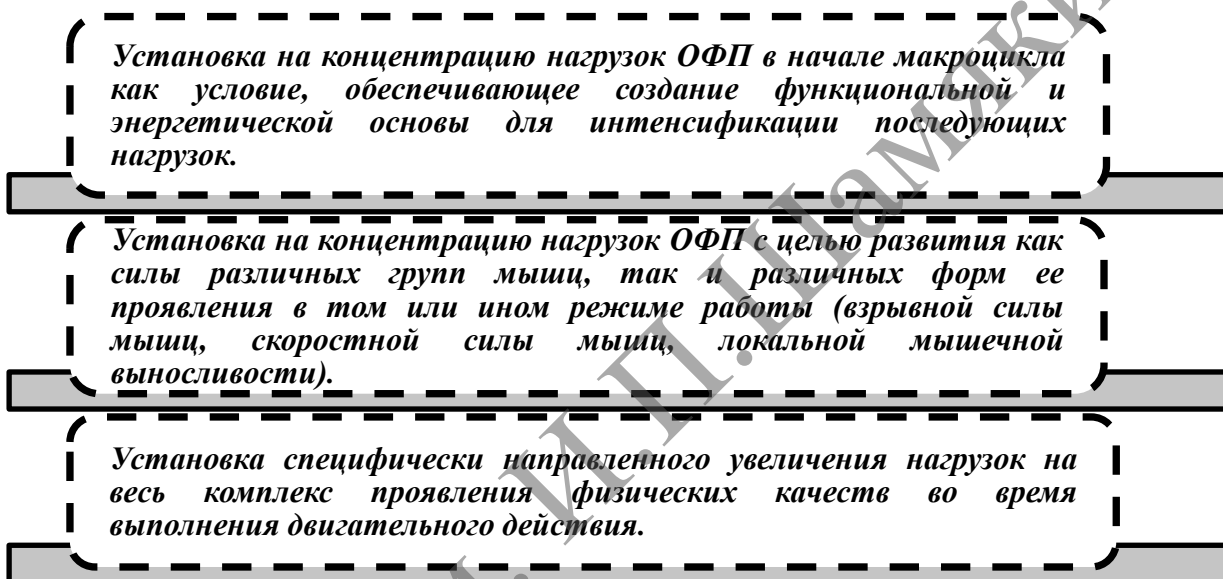 Установка на концентрацию нагрузок ОФП в начале макроцикла
как условие, обеспечивающее создание функциональной и
энергетической основы для интенсификации последующих
нагрузок.
Установка на концентрацию нагрузок ОФП с целью развития как
силы различных групп мышц, так и различных форм ее
проявления в том или ином режиме работы (взрывной силы
мышц, скоростной силы мышц, локальной мышечной
выносливости).
Установка специфически направленного увеличения нагрузок на
весь комплекс проявления физических качеств во время
выполнения двигательного действия.
И.П.Шамяки